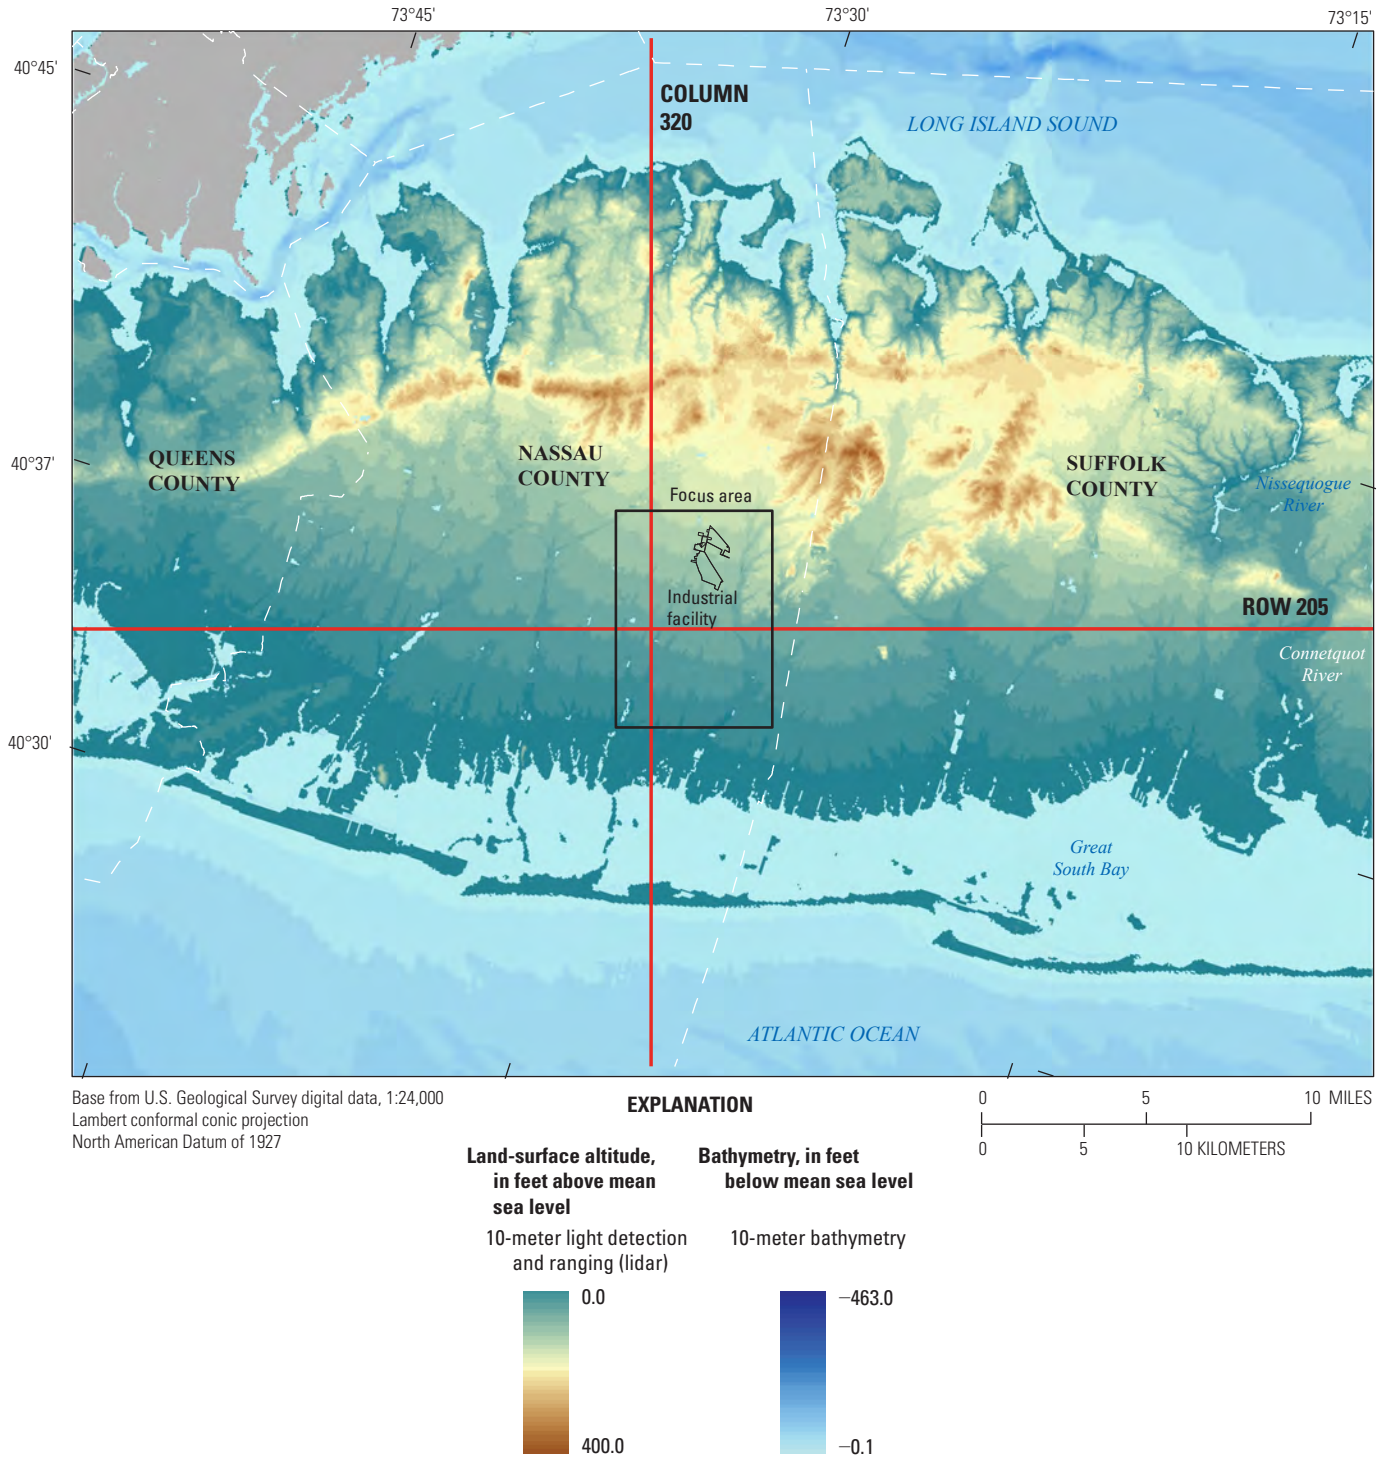 73°45'
73°30'
73°15'
40°45'
COLUMN
320
LONG ISLAND SOUND
40°37'
QUEENS
COUNTY
NASSAU
COUNTY
SUFFOLK
COUNTY
Nissequogue
River
Focus area
Industrial
facility
ROW 205
Connetquot
River
40°30'
Great
South Bay
ATLANTIC OCEAN
Base from U.S. Geological Survey digital data, 1:24,000
Lambert conformal conic projection
North American Datum of 1927
0 5 10 MILES
0 5 10 KILOMETERS
EXPLANATION
Land-surface altitude,
in feet above mean
sea level
10-meter light detection
and ranging (lidar)
0.0
400.0
Bathymetry, in feet
below mean sea level
10-meter bathymetry
−463.0
−0.1